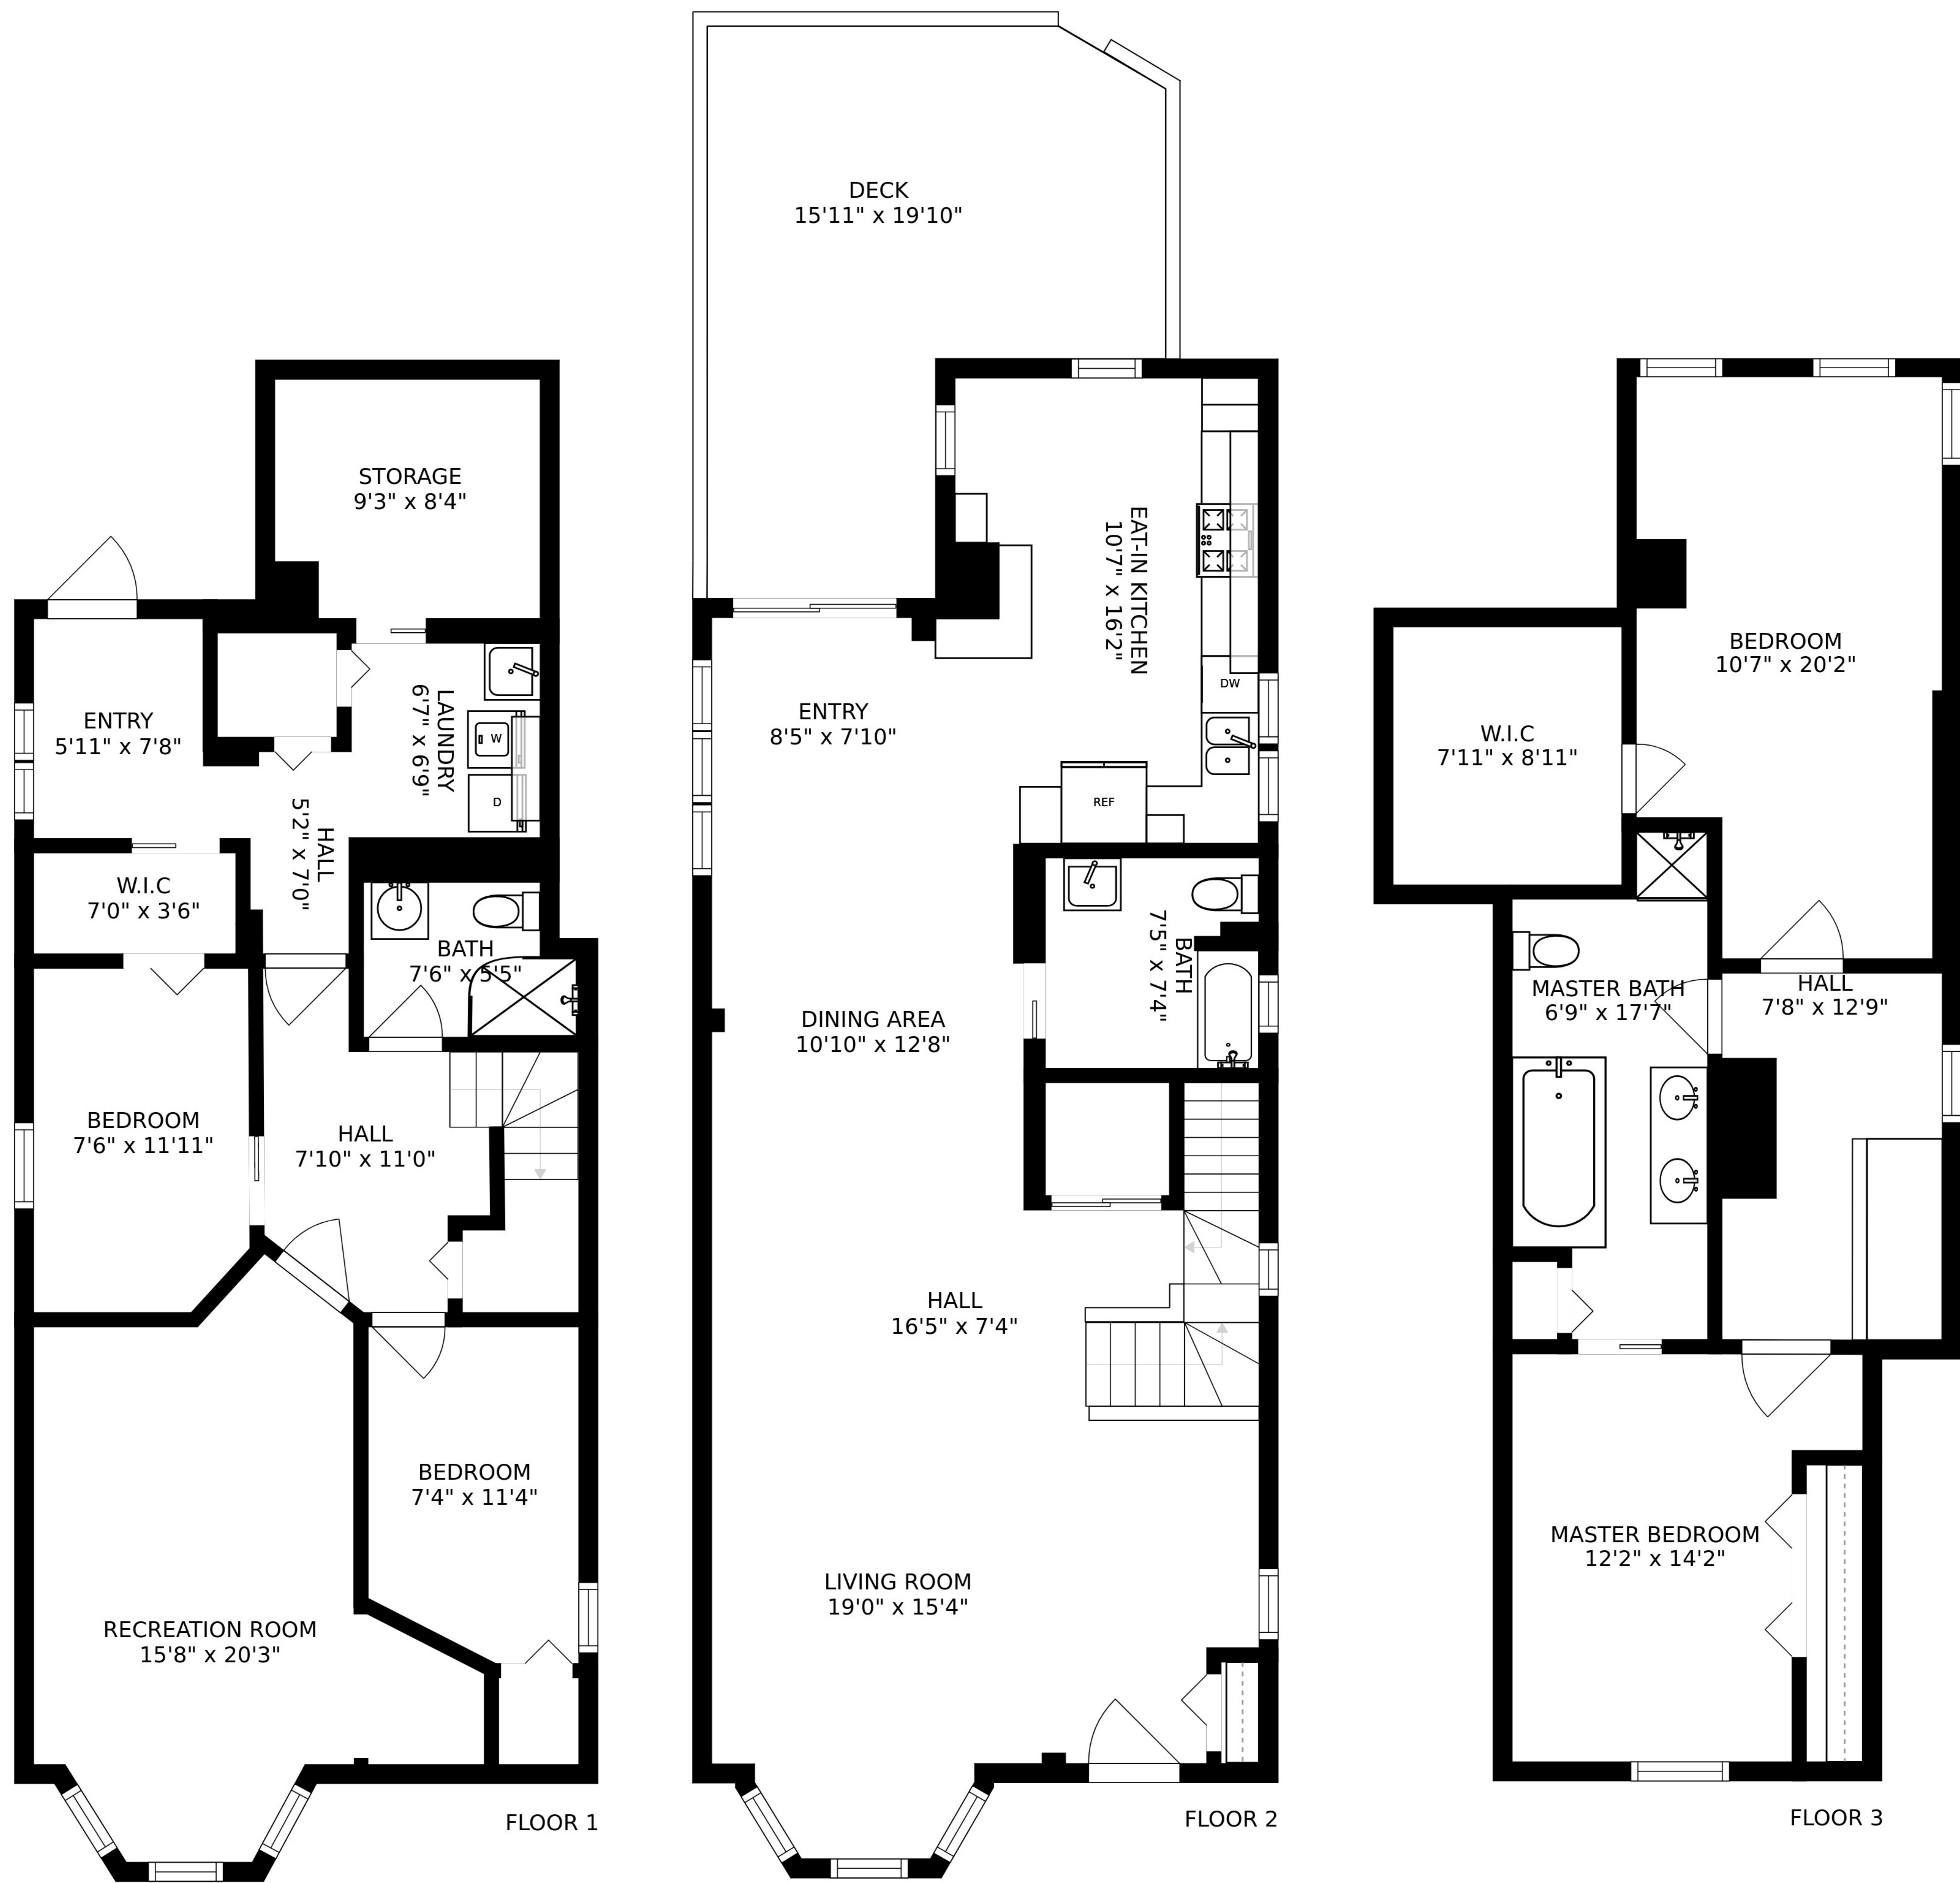 STORAGE
9'3" x 8'4"
ENTRY
5'11" x 7'8"
LAUNDRY
6'7" x 6'9"
W
D
HALL
5'2" x 7'0"
W.I.C
7'0" x 3'6"
BATH
7'6" x 5'5"
BEDROOM
7'6" x 11'11"
HALL
7'10" x 11'0"
BEDROOM
7'4" x 11'4"
RECREATION ROOM
15'8" x 20'3"
FLOOR 1
DECK
15'11" x 19'10"
EAT-IN KITCHEN
10'7" x 16'2"
DW
ENTRY
8'5" x 7'10"
REF
BATH
7'5" x 7'4"
DINING AREA
10'10" x 12'8"
HALL
16'5" x 7'4"
LIVING ROOM
19'0" x 15'4"
FLOOR 2
BEDROOM
10'7" x 20'2"
W.I.C
7'11" x 8'11"
MASTER BATH
6'9" x 17'7"
HALL
7'8" x 12'9"
MASTER BEDROOM
12'2" x 14'2"
FLOOR 3